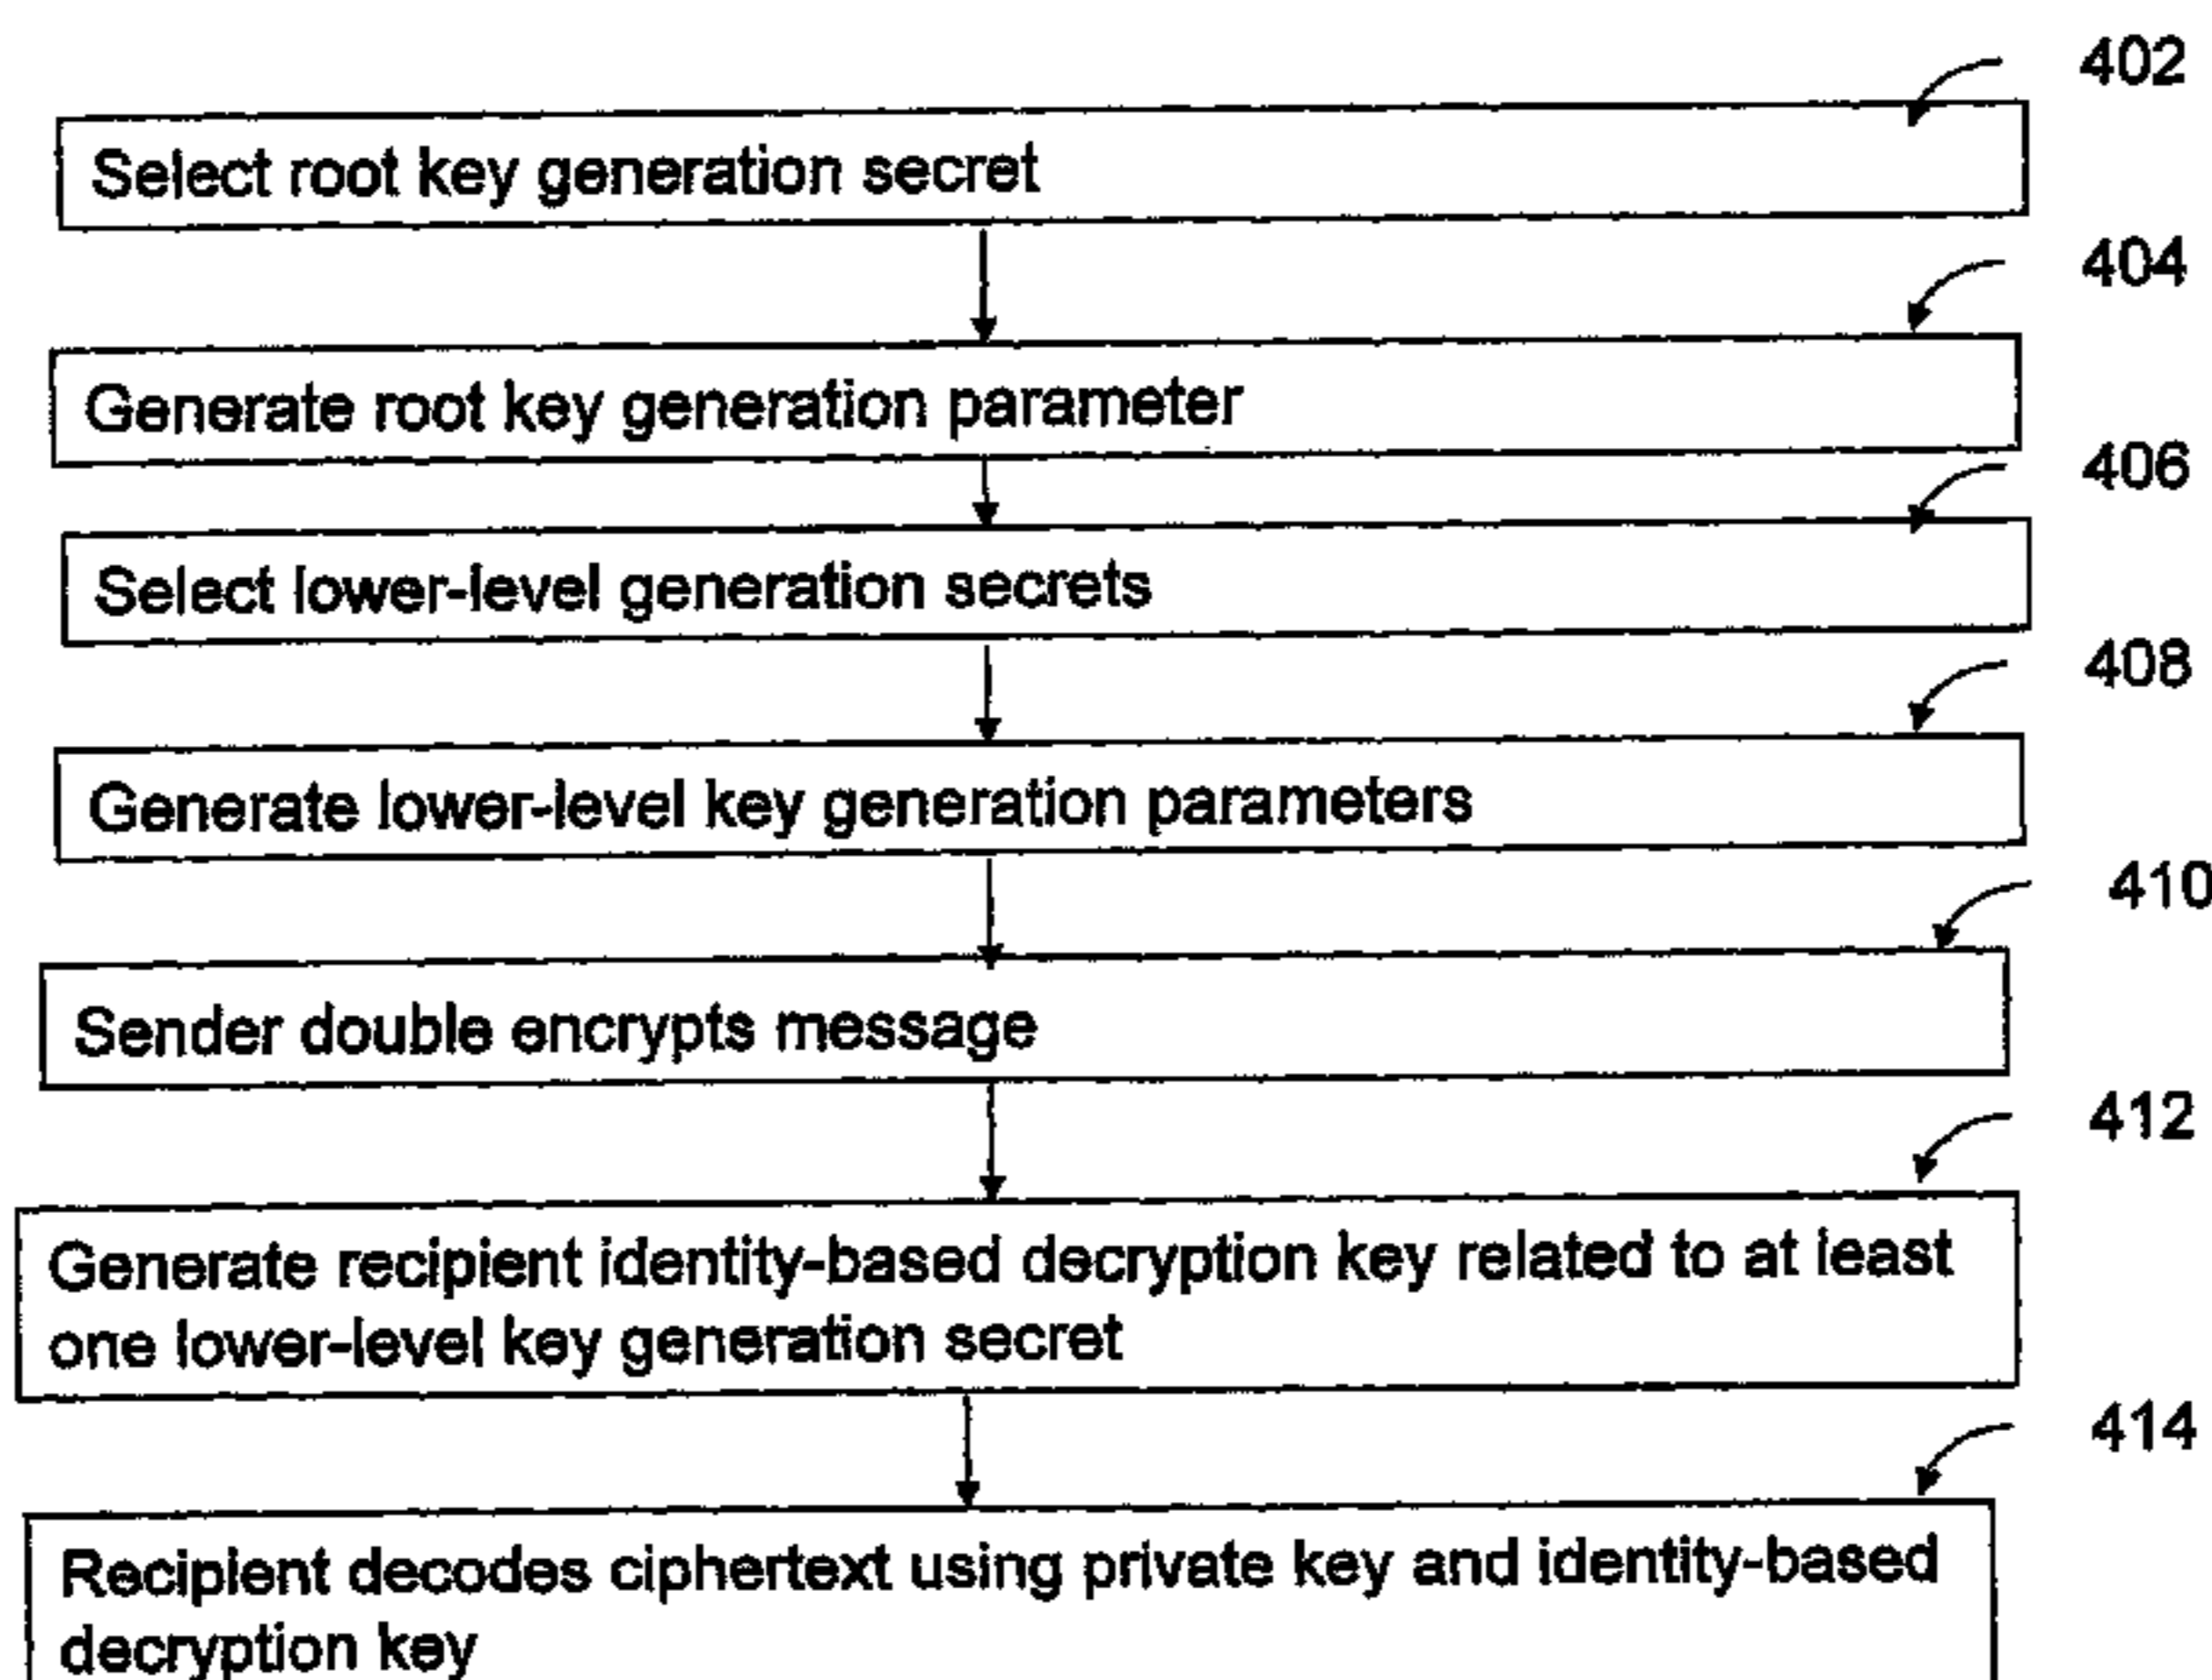 402
Select root key generation secret
404
Generate root key generation parameter
406
Select lower-level generation secrets
408
Generate lower-level key generation parameters
410
Sender double encrypts message
412
Generate recipient identity-based decryption key related to at least
one lower-level key generation secret
414
Recipient decodes ciphertext using private key and identity-based
decryption key